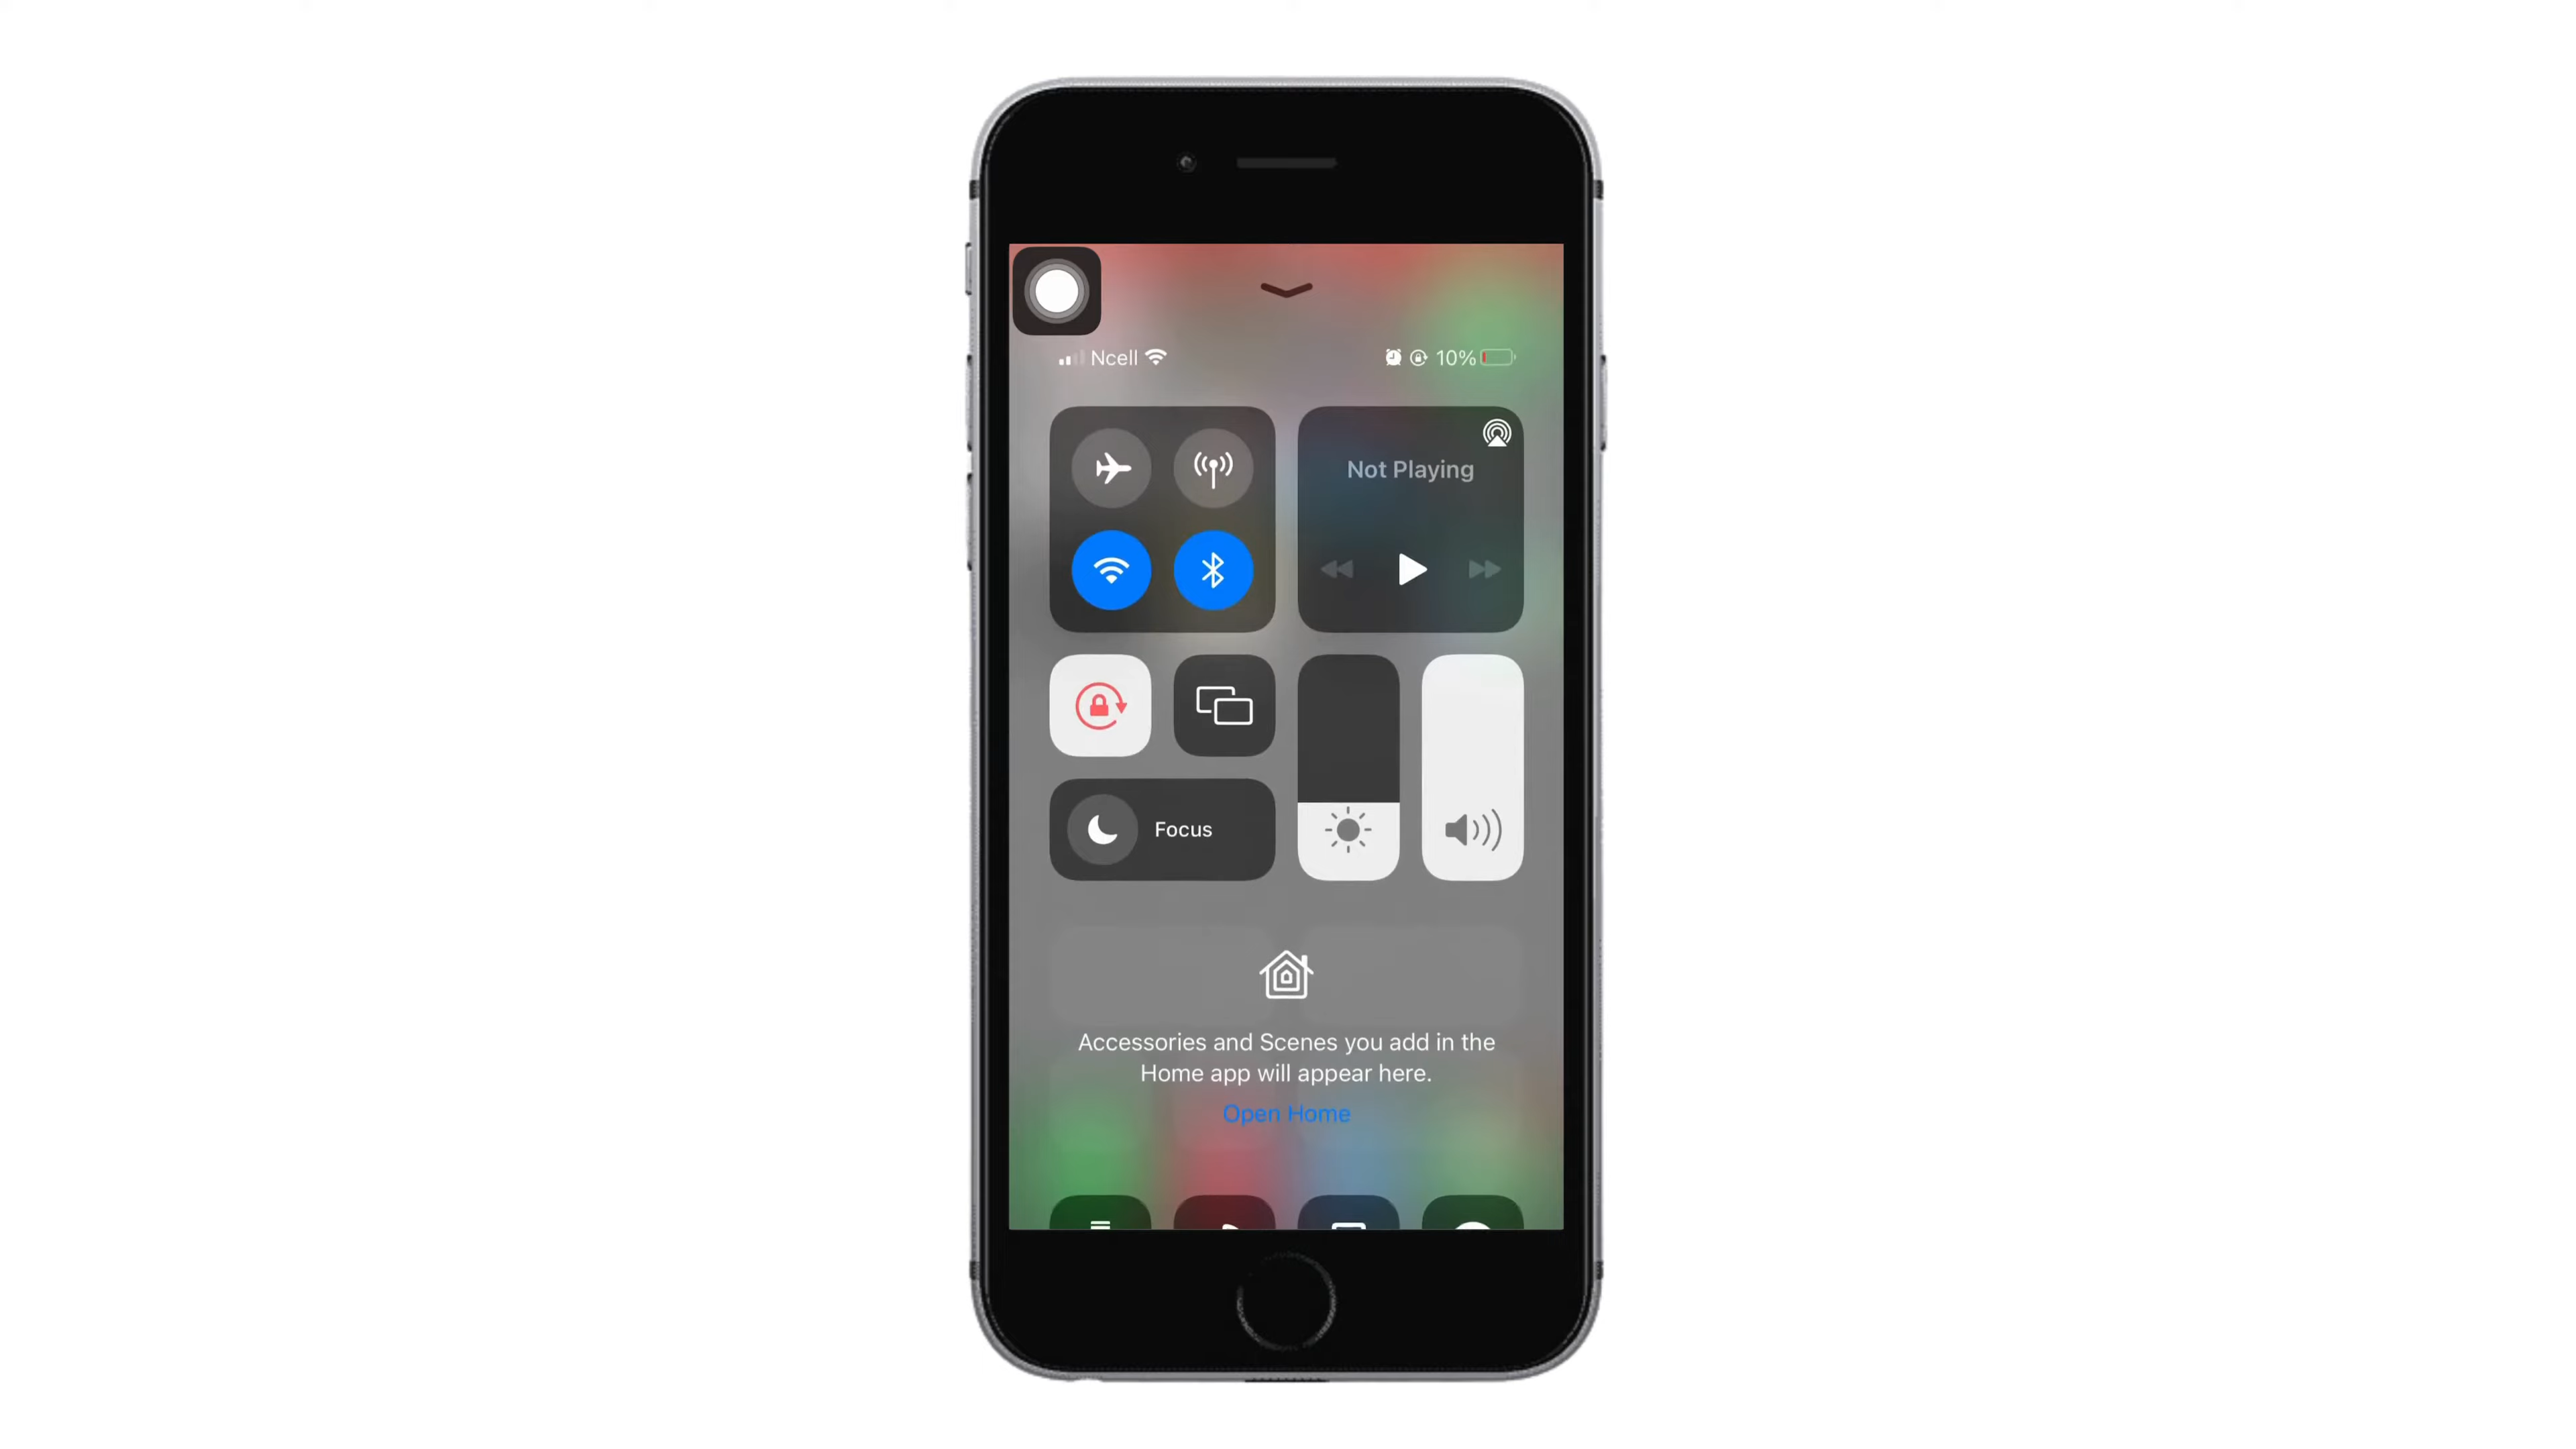 Ncell
10%
Not Playing
Focus
Accessories and Scenes you add in the
Home app will appear here.
Open Home